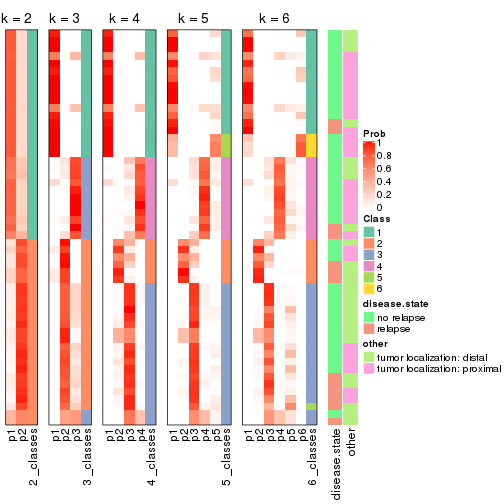 k = 2
k = 3
k = 4
k = 5
k = 6
Prob
1
0.8
0.6
0.4
0.2
0
Class
1
2
3
4
5
6
disease.state
no relapse
relapse
other
tumor localization: distal
tumor localization: proximal
p1
p2
2_classes
p1
p2
p3
3_classes
p1
p2
p3
p4
4_classes
p1
p2
p3
p4
p5
5_classes
p1
p2
p3
p4
p5
p6
6_classes
disease.state
other